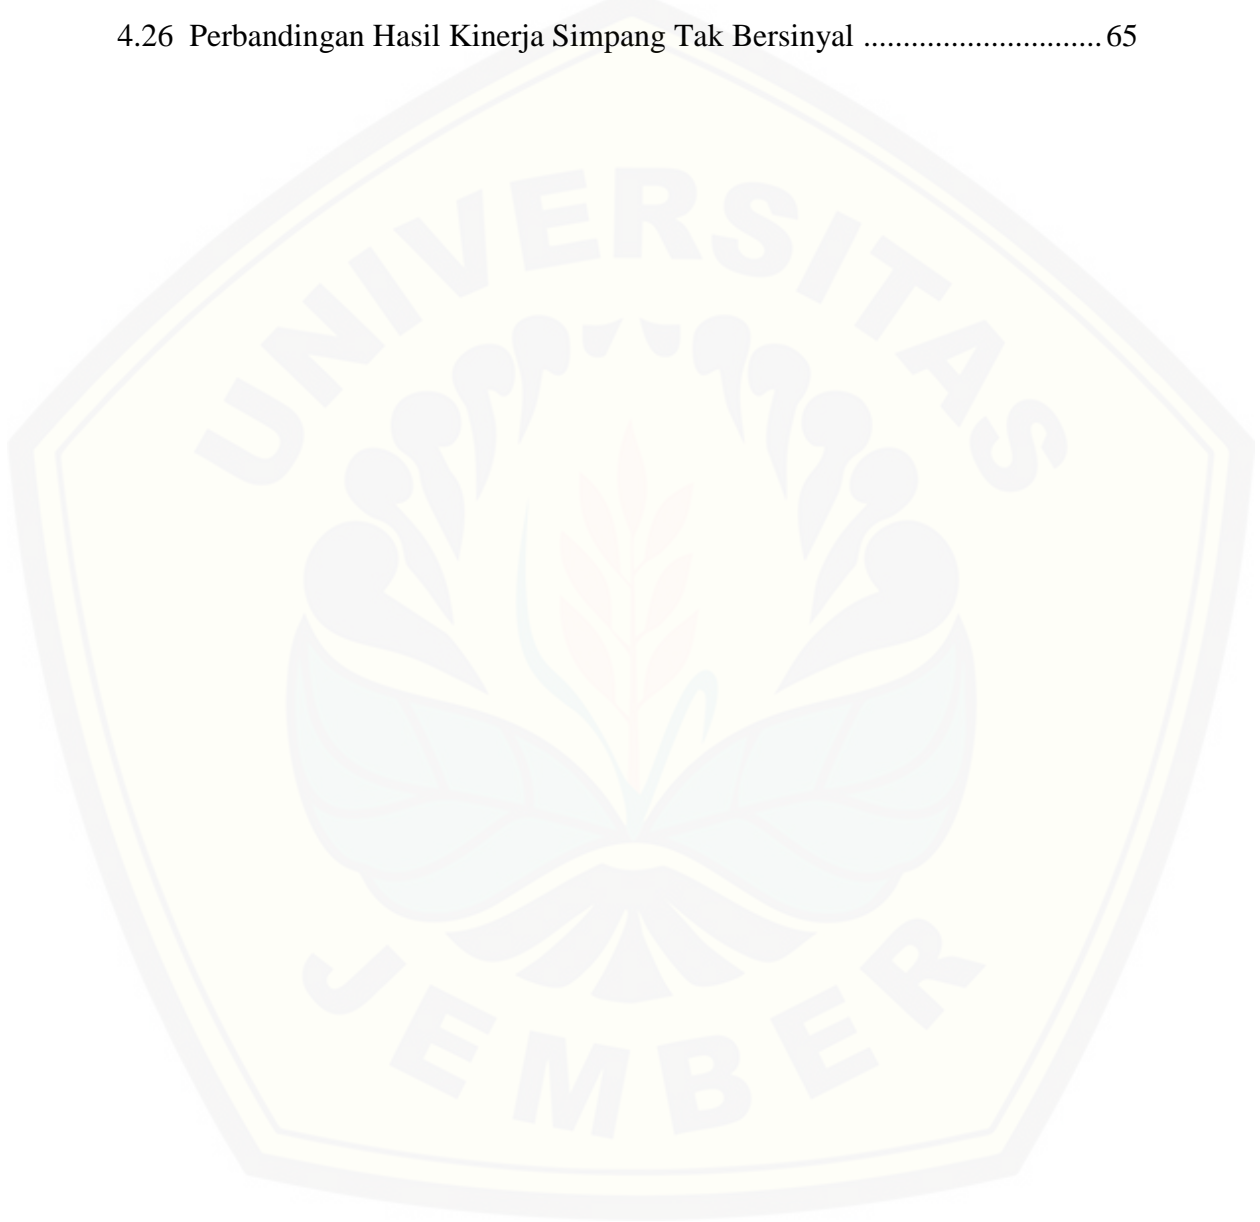 4.26 Perbandingan Hasil Kinerja Simpang Tak Bersinyal .............................. 65
UNIVERSITAS
JEMBER